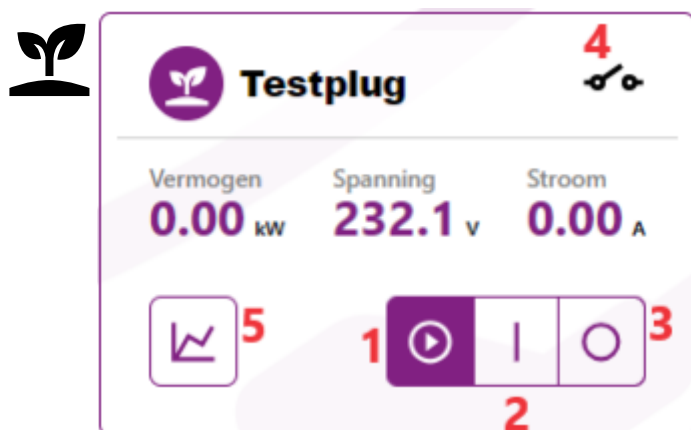 4
Testplug
Vermogen Spanning Stroom
0.00 kW 232.1 V 0.00 A
5 1 3
2